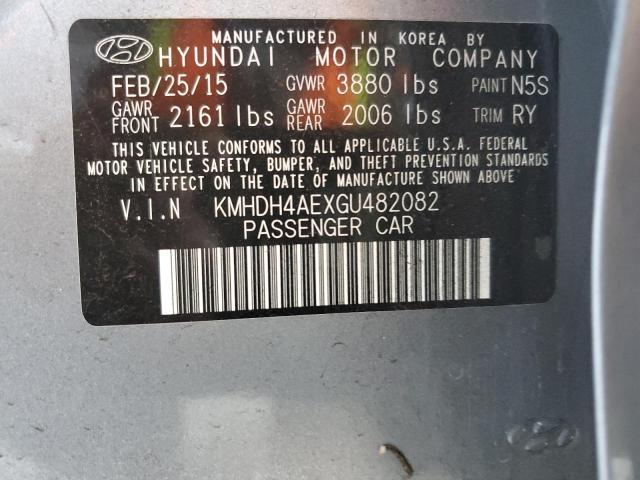 MANUFACTURED IN KOREA BY
HYUNDAI MOTOR COMPANY
FEB/25/15 GVWR 3880 lbs PAINT N5S
GAWR FRONT 2161 lbs GAWR REAR 2006 lbs TRIM RY
THIS VEHICLE CONFORMS TO ALL APPLICABLE U.S.A. FEDERAL
MOTOR VEHICLE SAFETY, BUMPER, AND THEFT PREVENTION STANDARDS
IN EFFECT ON THE DATE OF MANUFACTURE SHOWN ABOVE.
V.I.N KMHDH4AEXGU482082
PASSENGER CAR